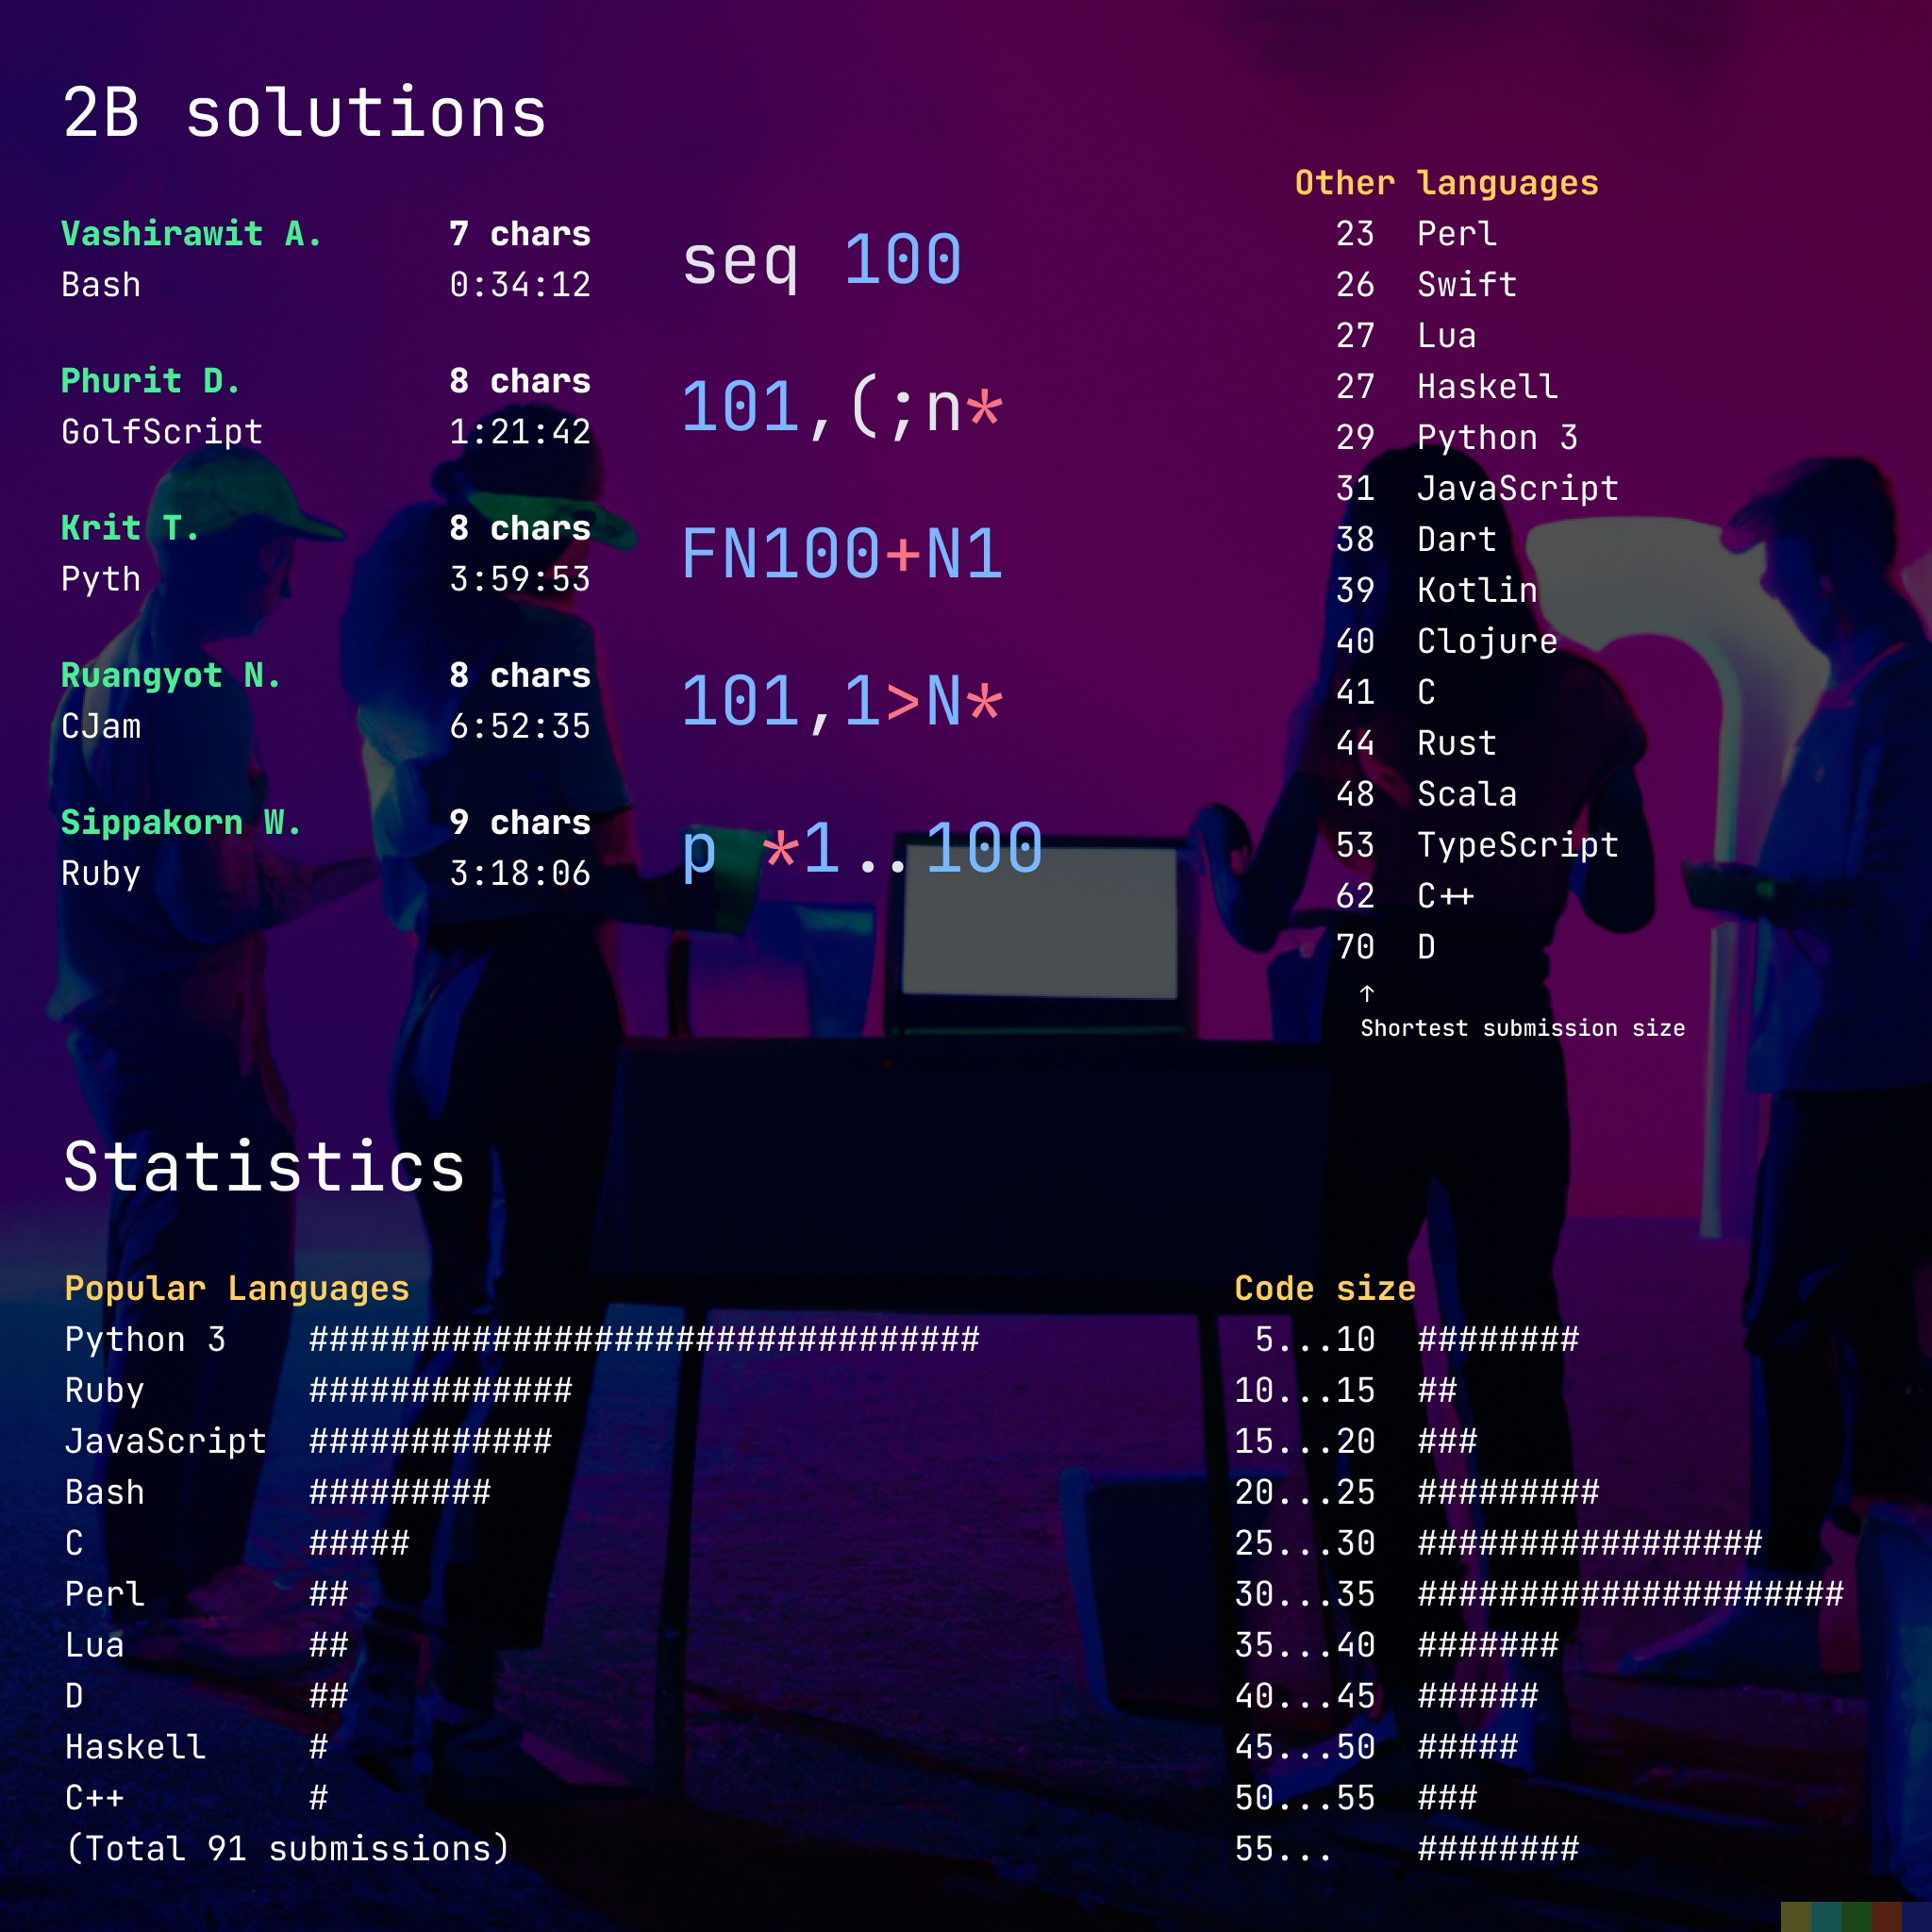 2B solutions
Vashirawit A. 7 chars
Bash 0:34:12
seq 100
Phurit D. 8 chars
GolfScript 1:21:42
101,(;n*
Krit T. 8 chars
Pyth 3:59:53
FN100+N1
Ruangyot N. 8 chars
CJam 6:52:35
101,1>N*
Sippakorn W. 9 chars
Ruby 3:18:06
p *1..100
Other languages
23 Perl
26 Swift
27 Lua
27 Haskell
29 Python 3
31 JavaScript
38 Dart
39 Kotlin
40 Clojure
41 C
44 Rust
48 Scala
53 TypeScript
62 C++
70 D
↑
Shortest submission size
Statistics
Popular Languages
Python 3 #################################
Ruby #############
JavaScript ############
Bash #########
C #####
Perl ##
Lua ##
D ##
Haskell #
C++ #
(Total 91 submissions)
Code size
5...10 ########
10...15 ##
15...20 ###
20...25 #########
25...30 #################
30...35 #####################
35...40 #######
40...45 ######
45...50 #####
50...55 ###
55... ########